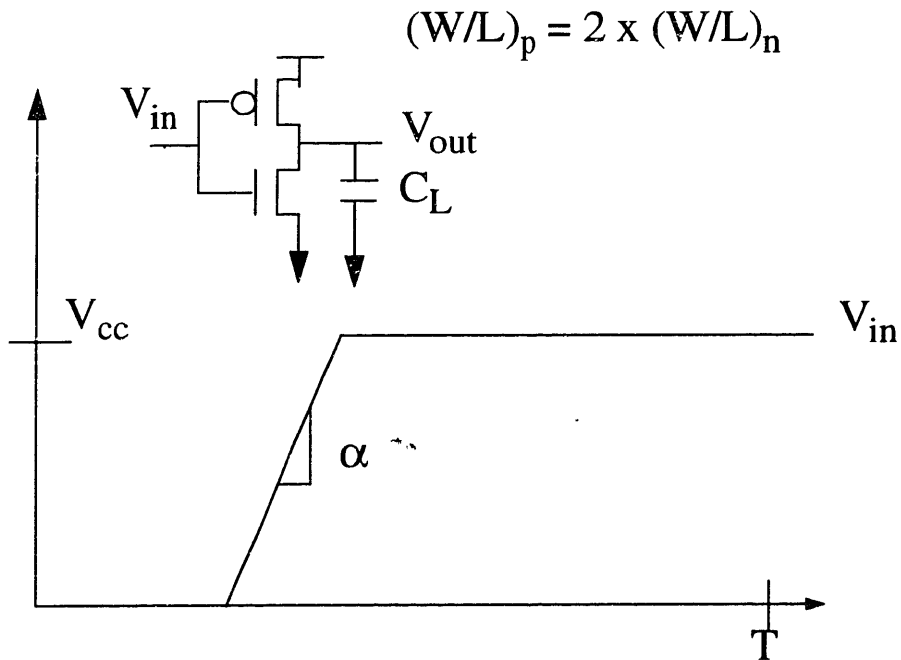 (W/L)p = 2 x (W/L)n
Vin
Vout
CL
Vcc
Vin
α
T